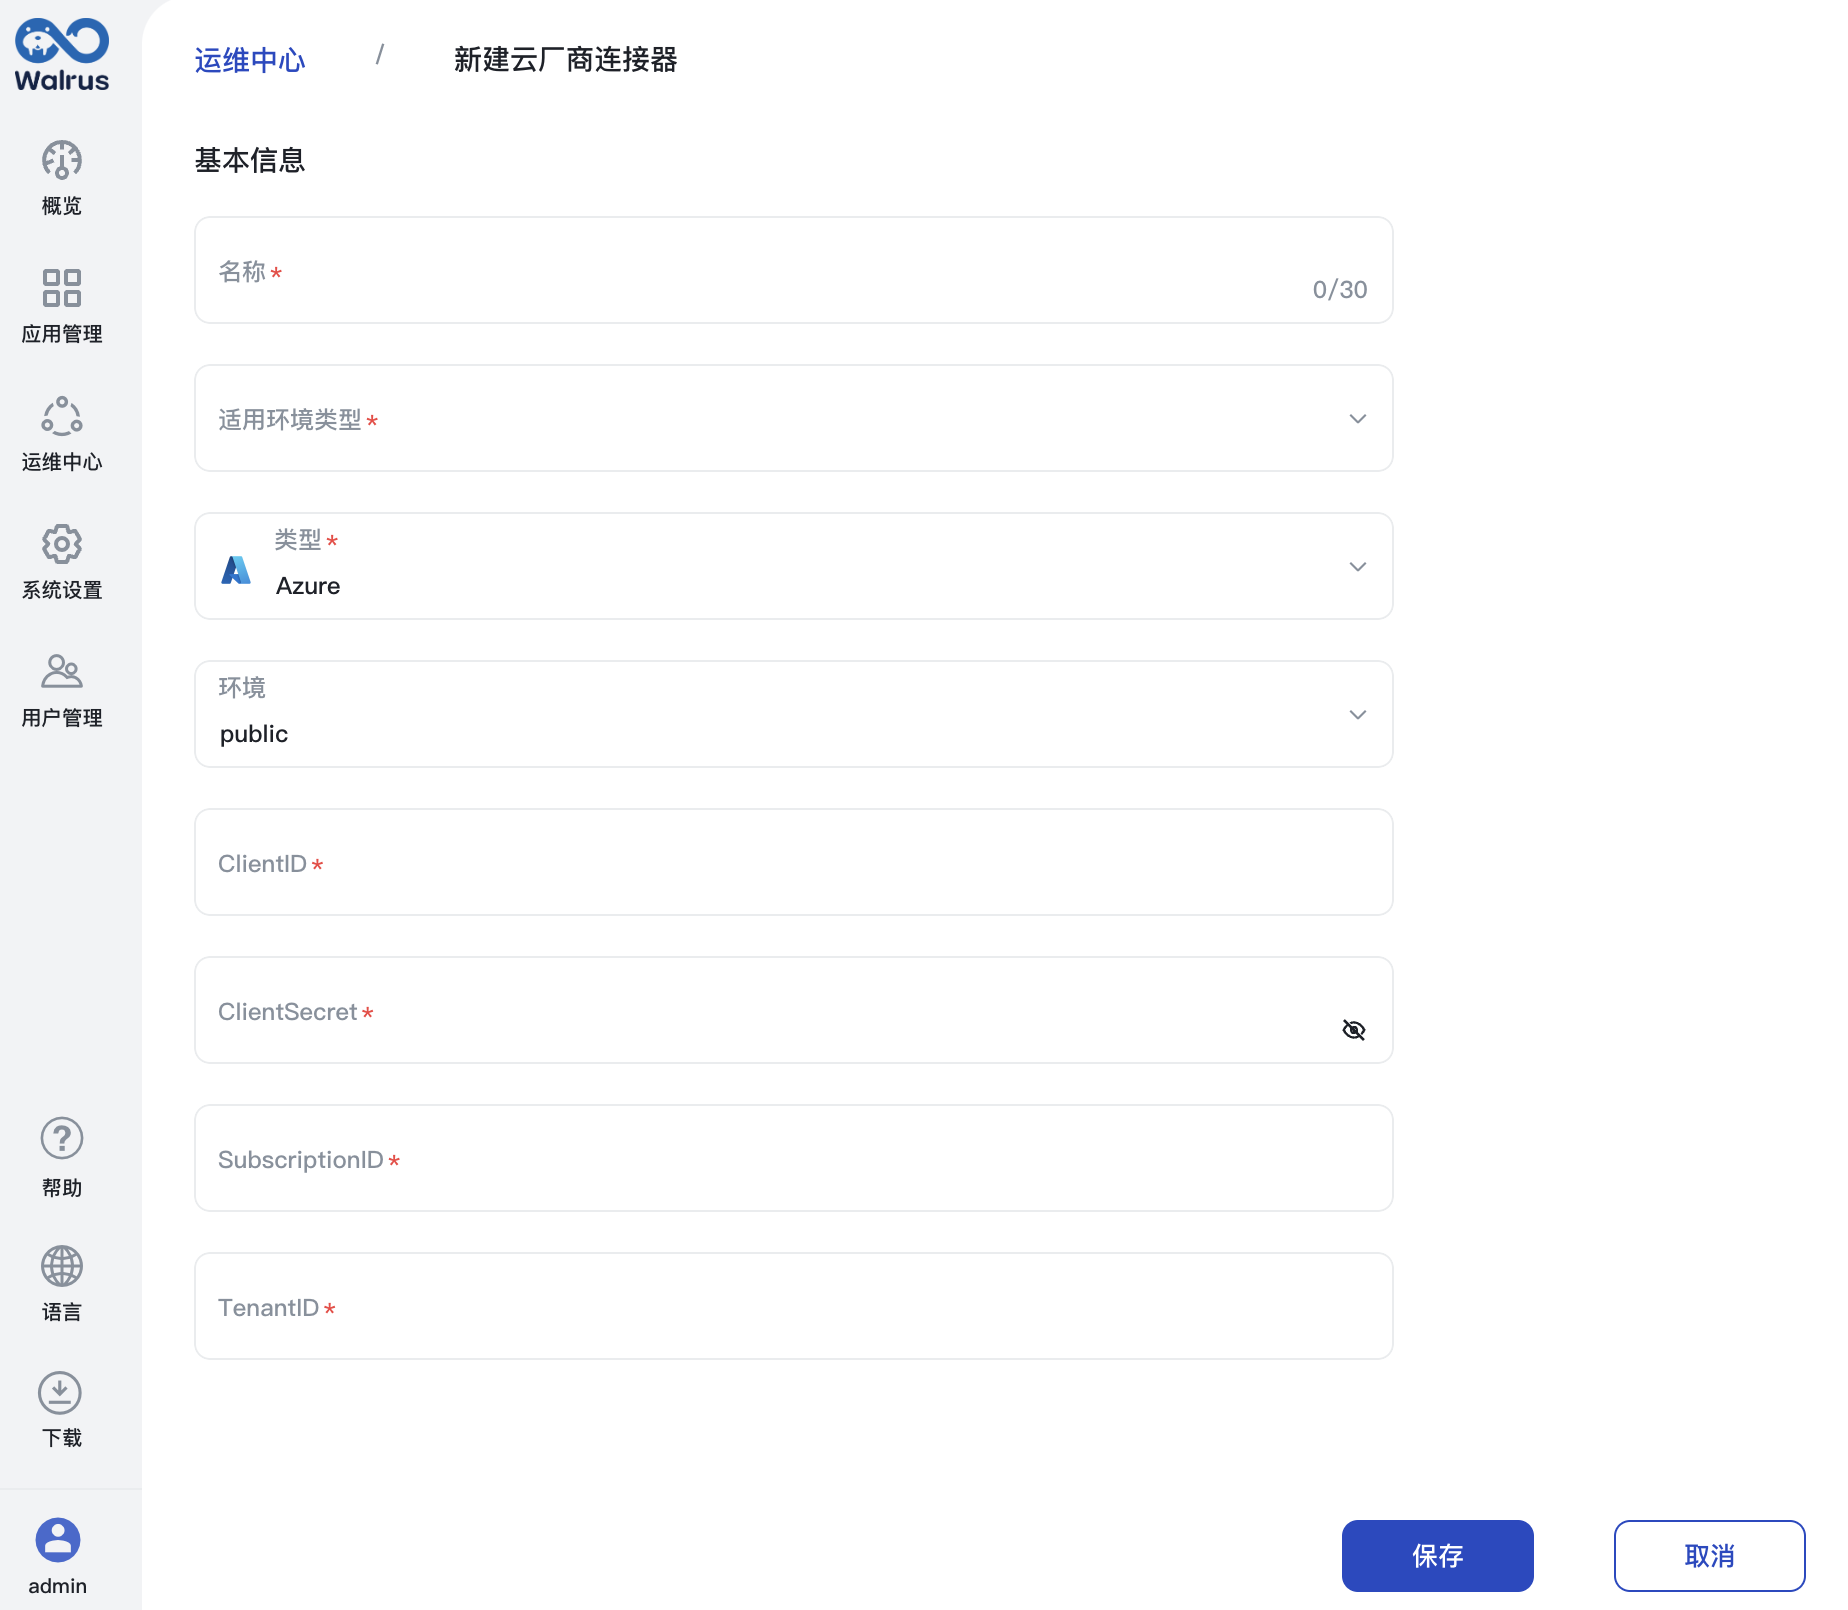 Walrus
概览
应用管理
运维中心
系统设置
用户管理
帮助
语言
下载
admin
运维中心 / 新建云厂商连接器
基本信息
名称*
0/30
适用环境类型*
类型*
Azure
环境
public
ClientID*
ClientSecret*
SubscriptionID*
TenantID*
保存
取消